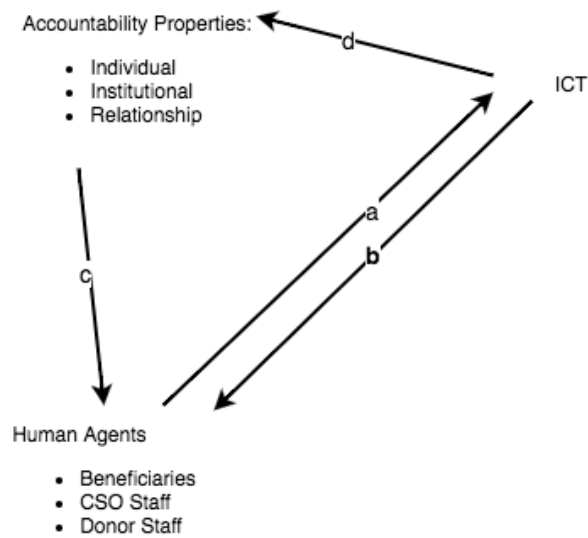 Accountability Properties:
• Individual
• Institutional
• Relationship
d
ICT
a
b
c
Human Agents
• Beneficiaries
• CSO Staff
• Donor Staff